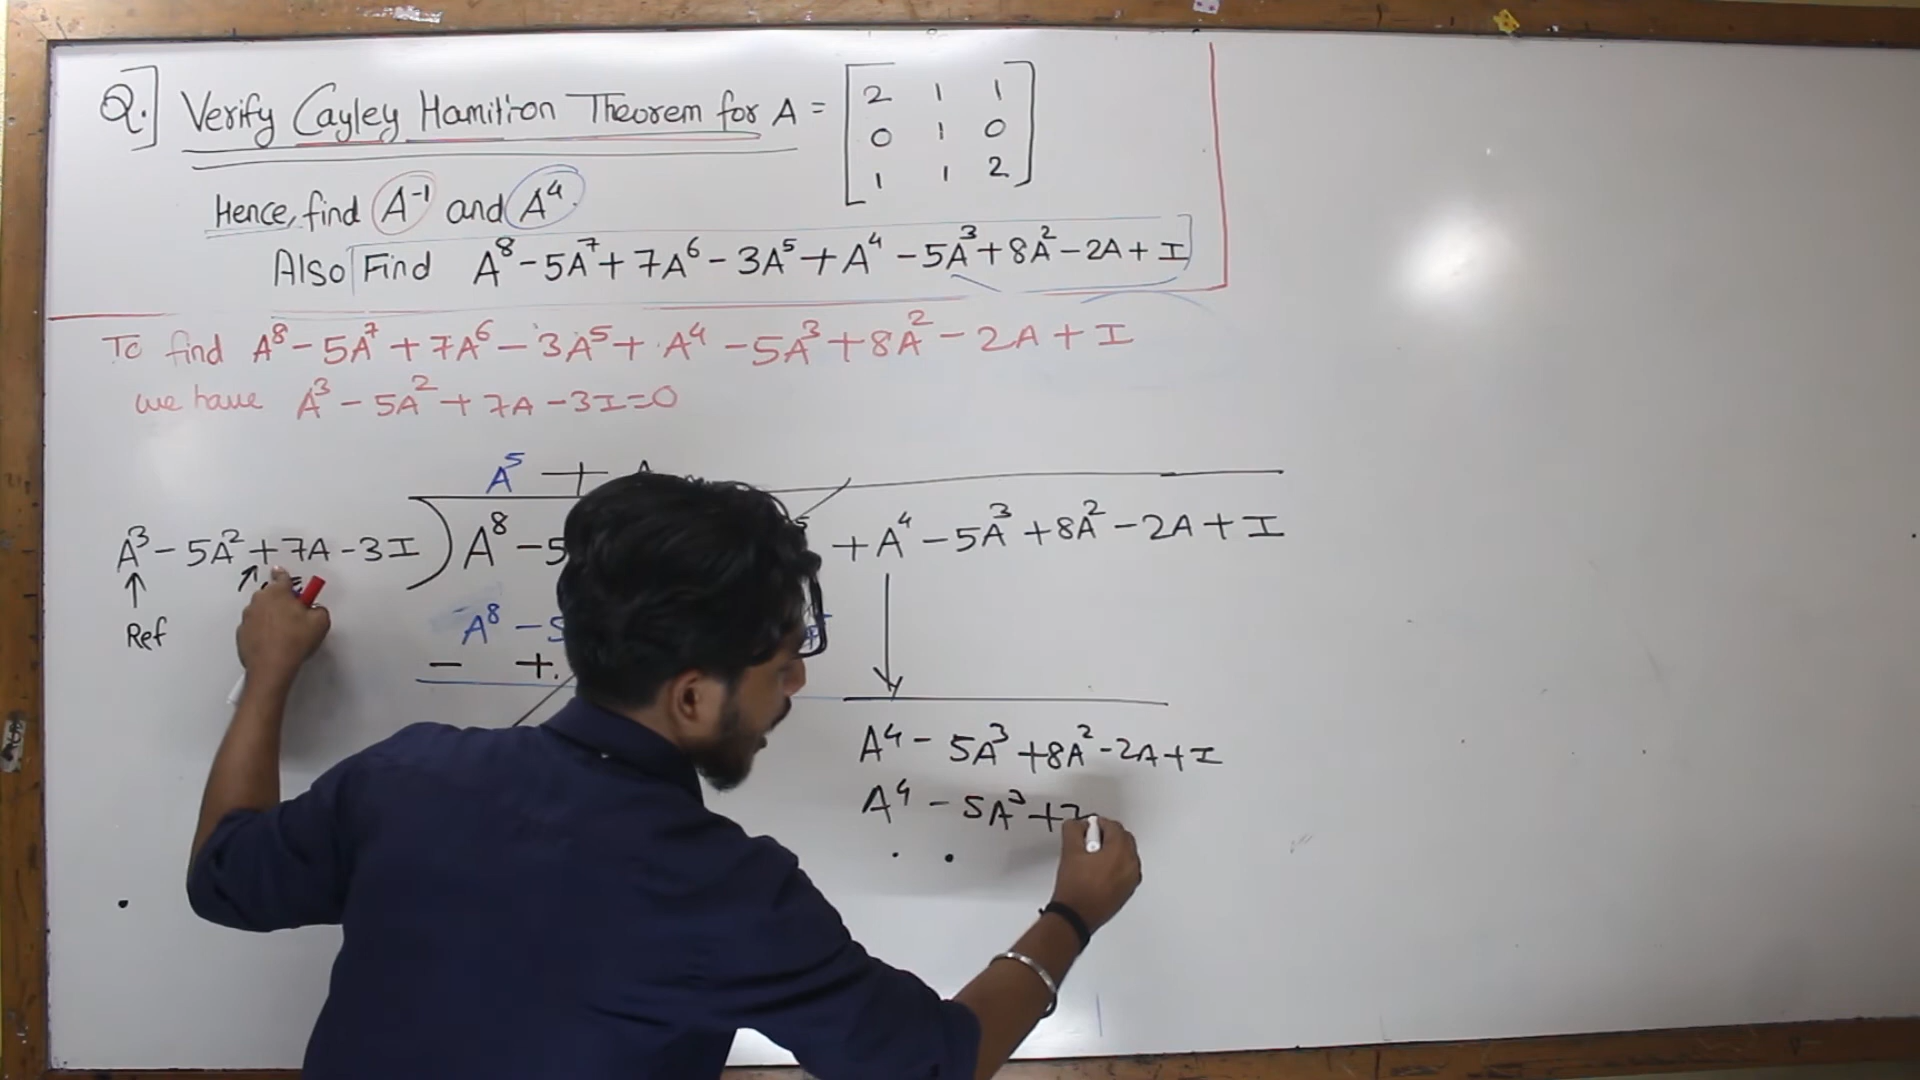 Q.] Verify Cayley Hamiltion Theorem for A = [2 1 1
0 1 0
1 1 2]
Hence, find A⁻¹ and A⁴.
Also Find A⁸ - 5A⁷ + 7A⁶ - 3A⁵ + A⁴ - 5A³ + 8A² - 2A + I
To find A⁸ - 5A⁷ + 7A⁶ - 3A⁵ + A⁴ - 5A³ + 8A² - 2A + I
we have A³ - 5A² + 7A - 3I = 0
A⁵ +
A³ - 5A² + 7A - 3I ) A⁸ - 5 + A⁴ - 5A³ + 8A² - 2A + I
Ref
A⁸ - 5
- +
A⁴ - 5A³ + 8A² - 2A + I
A⁴ - 5A³ +